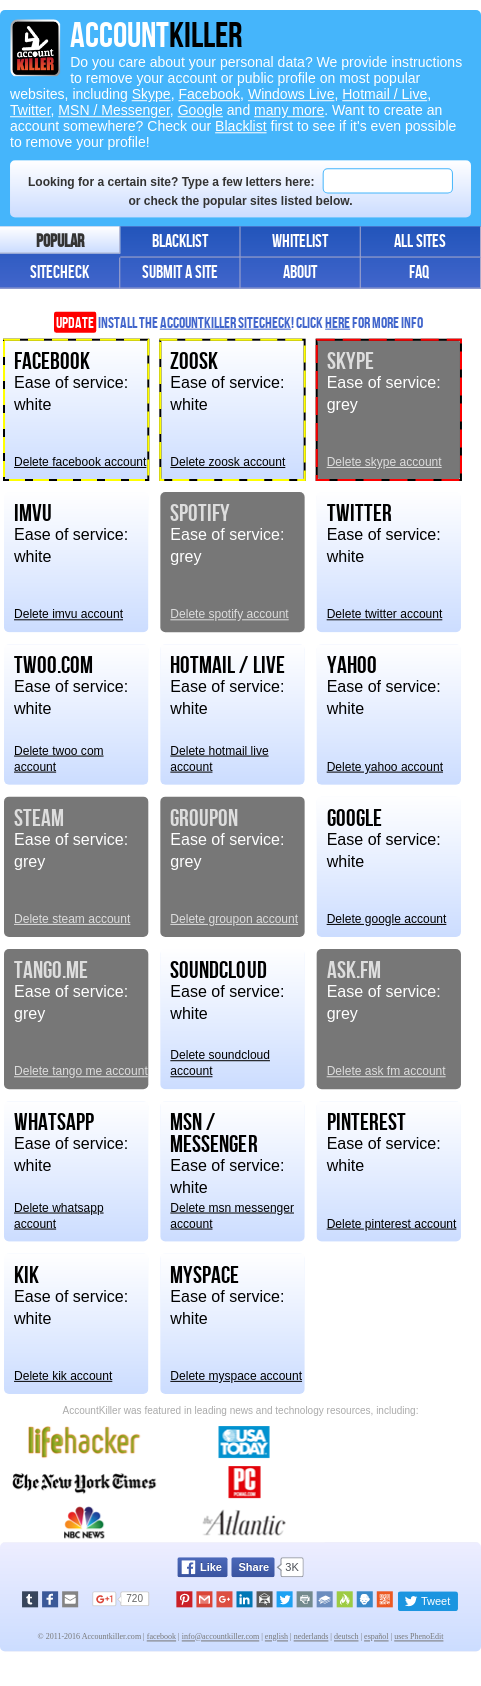 account
KILLER
ACCOUNTKILLER
Do you care about your personal data? We provide instructions
to remove your account or public profile on most popular
websites, including Skype, Facebook, Windows Live, Hotmail / Live,
Twitter, MSN / Messenger, Google and many more. Want to create an
account somewhere? Check our Blacklist first to see if it's even possible
to remove your profile!
Looking for a certain site? Type a few letters here:
or check the popular sites listed below.
POPULAR BLACKLIST WHITELIST ALL SITES
SITECHECK SUBMIT A SITE ABOUT FAQ
UPDATE INSTALL THE ACCOUNTKILLER SITECHECK! CLICK HERE FOR MORE INFO
FACEBOOK
Ease of service:
white
Delete facebook account
ZOOSK
Ease of service:
white
Delete zoosk account
SKYPE
Ease of service:
grey
Delete skype account
IMVU
Ease of service:
white
Delete imvu account
SPOTIFY
Ease of service:
grey
Delete spotify account
TWITTER
Ease of service:
white
Delete twitter account
TWOO.COM
Ease of service:
white
Delete twoo com
account
HOTMAIL / LIVE
Ease of service:
white
Delete hotmail live
account
YAHOO
Ease of service:
white
Delete yahoo account
STEAM
Ease of service:
grey
Delete steam account
GROUPON
Ease of service:
grey
Delete groupon account
GOOGLE
Ease of service:
white
Delete google account
TANGO.ME
Ease of service:
grey
Delete tango me account
SOUNDCLOUD
Ease of service:
white
Delete soundcloud
account
ASK.FM
Ease of service:
grey
Delete ask fm account
WHATSAPP
Ease of service:
white
Delete whatsapp
account
MSN /
MESSENGER
Ease of service:
white
Delete msn messenger
account
PINTEREST
Ease of service:
white
Delete pinterest account
KIK
Ease of service:
white
Delete kik account
MYSPACE
Ease of service:
white
Delete myspace account
AccountKiller was featured in leading news and technology resources, including:
lifehacker
USA
TODAY
The New York Times
PC
PCMAG.COM
NBC NEWS
the Atlantic
Like Share 3K
+1 720 Tweet
© 2011-2016 Accountkiller.com | facebook | info@accountkiller.com | english | nederlands | deutsch | español | uses PhenoEdit